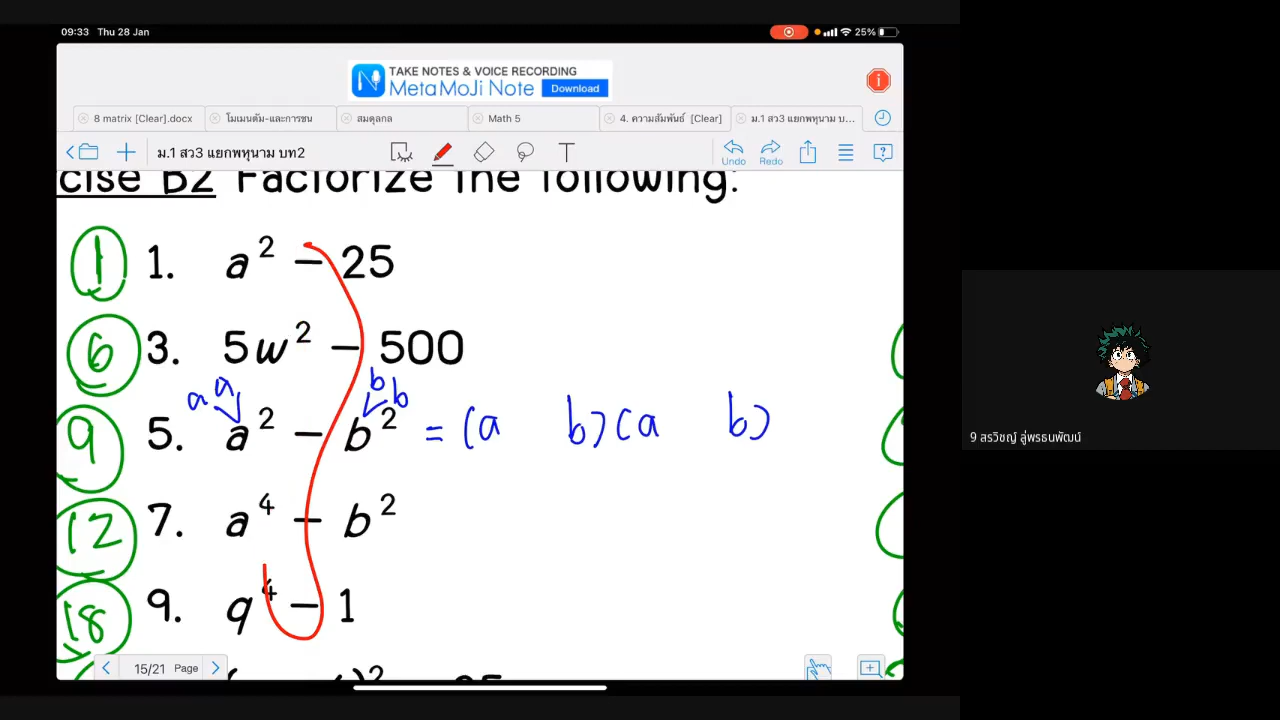 09:33 Thu 28 Jan
25%
TAKE NOTES & VOICE RECORDING
MetaMoJi Note Download
8 matrix [Clear].docx
โมเมนตัม-และการชน
สมดุลกล
Math 5
4. ความสัมพันธ์ [Clear]
ม.1 สว3 แยกพหุนาม บ...
ม.1 สว3 แยกพหุนาม บท2
T
Undo
Redo
cise B2 Factorize the following:
1 1. a² − 25
6 3. 5w² − 500
a a b b
9 5. a² − b² = (a b)(a b)
12 7. a⁴ − b²
18 9. q⁴ − 1
15/21 Page
9 สรวิชญ์ ลู่พรธนพัฒน์